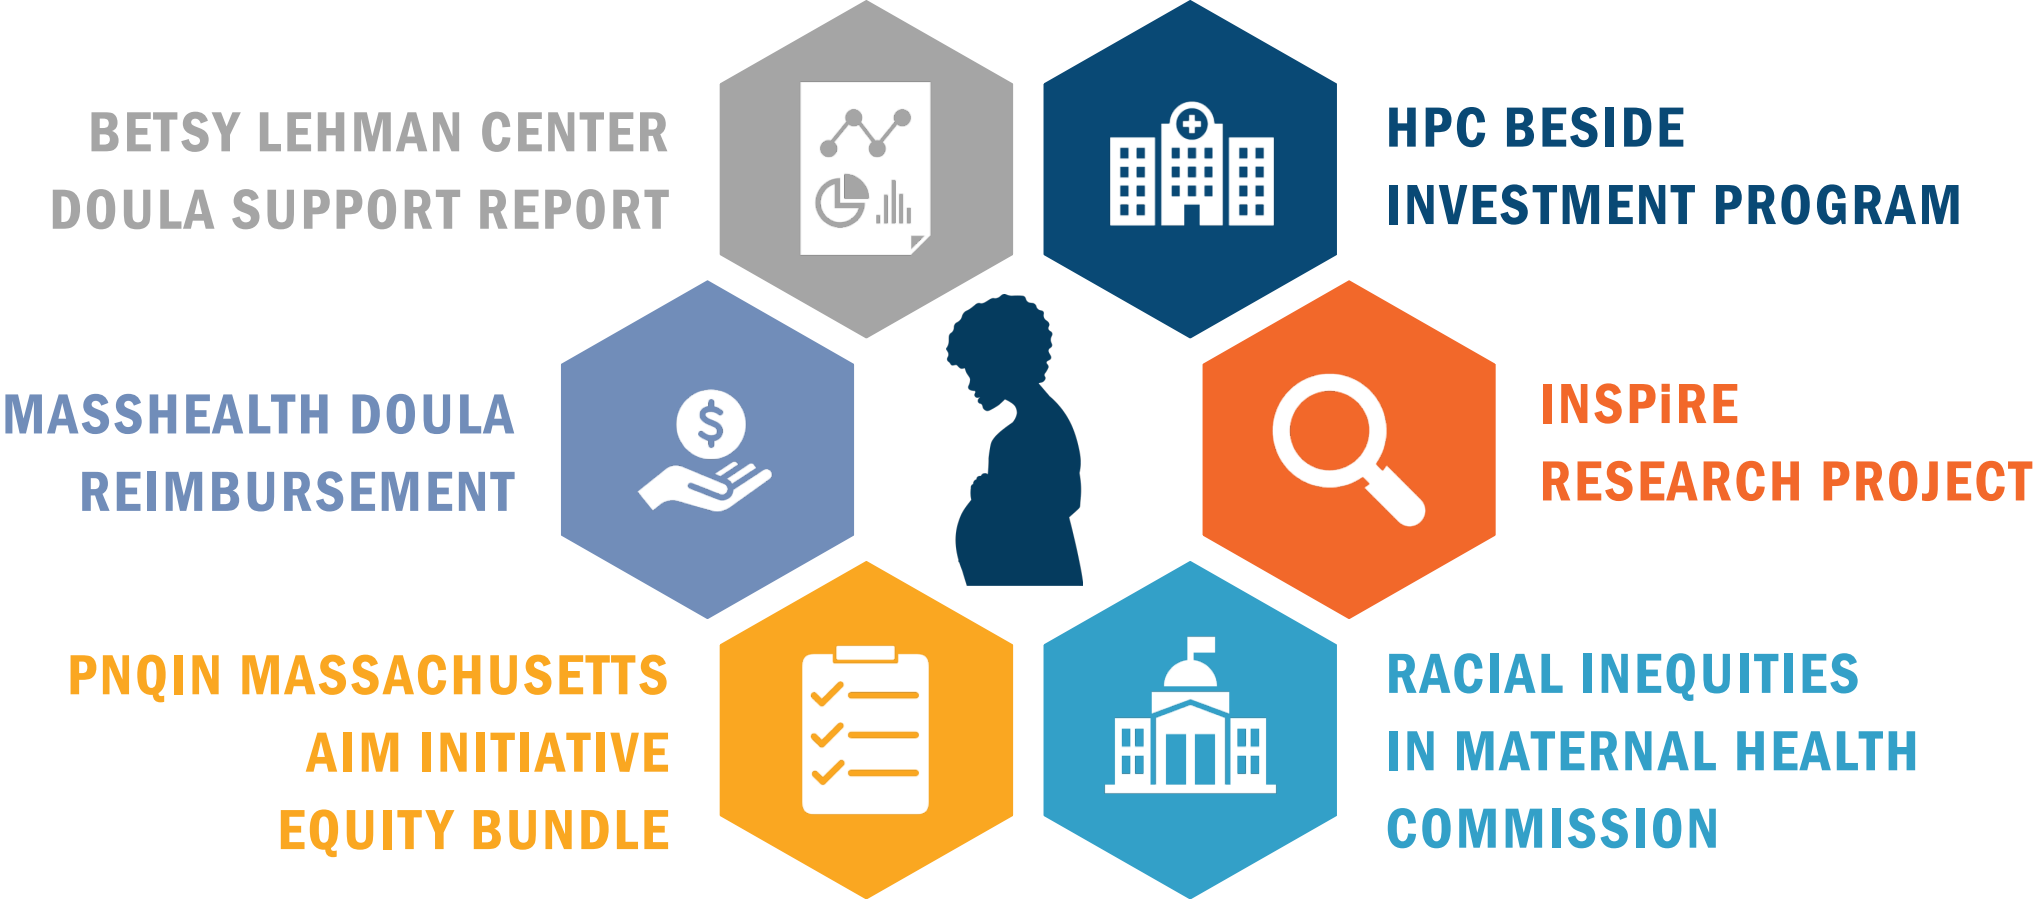 BETSY LEHMAN CENTER
DOULA SUPPORT REPORT
HPC BESIDE
INVESTMENT PROGRAM
MASSHEALTH DOULA
REIMBURSEMENT
$
INSPiRE
RESEARCH PROJECT
PNQIN MASSACHUSETTS
AIM INITIATIVE
EQUITY BUNDLE
RACIAL INEQUITIES
IN MATERNAL HEALTH
COMMISSION